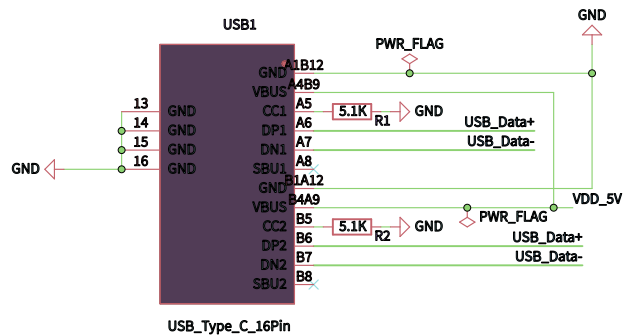 GND
USB1
PWR_FLAG
GND A1B12
VBUS A4B9
13 GND CC1 A5 5.1K R1 GND
14 GND DP1 A6 USB_Data+
15 GND DN1 A7 USB_Data-
GND 16 GND SBU1 A8
GND B1A12
VBUS B4A9 VDD_5V
PWR_FLAG
CC2 B5 5.1K R2 GND
DP2 B6 USB_Data+
DN2 B7 USB_Data-
SBU2 B8
USB_Type_C_16Pin